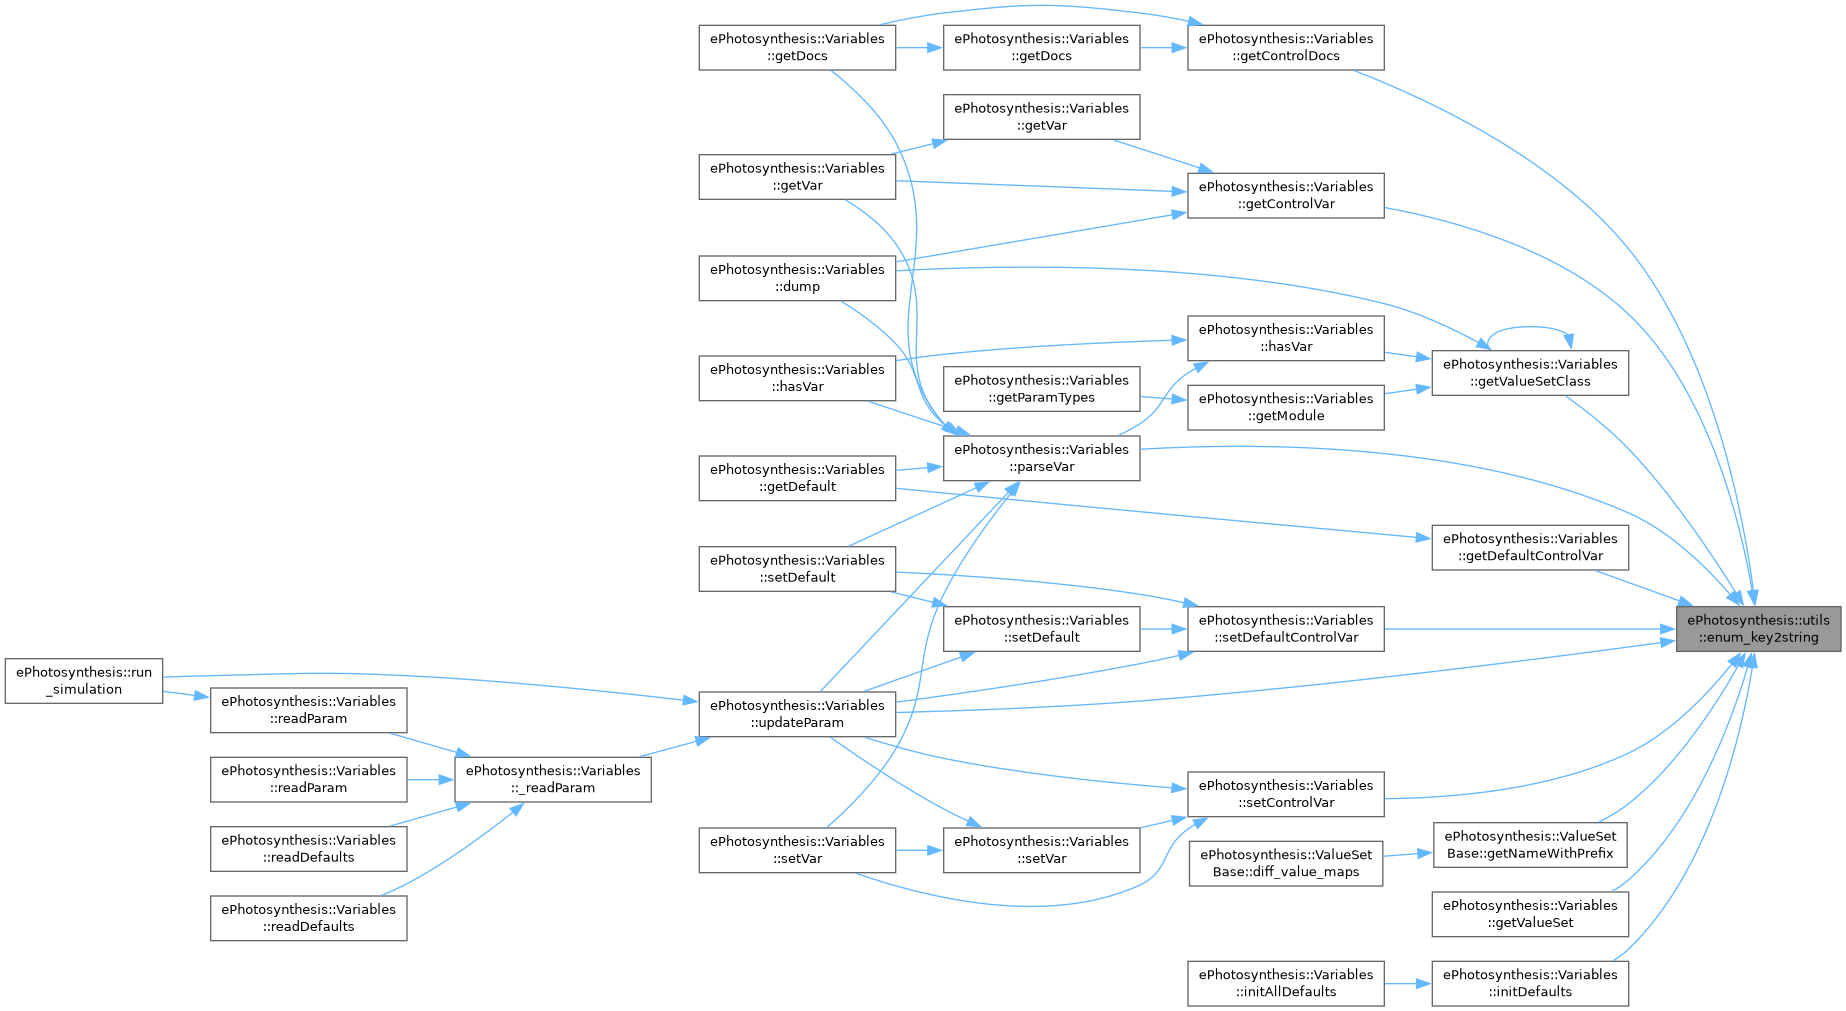 ePhotosynthesis::Variables
::getDocs
ePhotosynthesis::Variables
::getDocs
ePhotosynthesis::Variables
::getControlDocs
ePhotosynthesis::Variables
::getVar
ePhotosynthesis::Variables
::getVar
ePhotosynthesis::Variables
::getControlVar
ePhotosynthesis::Variables
::dump
ePhotosynthesis::Variables
::hasVar
ePhotosynthesis::Variables
::getValueSetClass
ePhotosynthesis::Variables
::hasVar
ePhotosynthesis::Variables
::getParamTypes
ePhotosynthesis::Variables
::getModule
ePhotosynthesis::Variables
::parseVar
ePhotosynthesis::Variables
::getDefault
ePhotosynthesis::Variables
::getDefaultControlVar
ePhotosynthesis::Variables
::setDefault
ePhotosynthesis::Variables
::setDefault
ePhotosynthesis::Variables
::setDefaultControlVar
ePhotosynthesis::utils
::enum_key2string
ePhotosynthesis::run
_simulation
ePhotosynthesis::Variables
::readParam
ePhotosynthesis::Variables
::updateParam
ePhotosynthesis::Variables
::readParam
ePhotosynthesis::Variables
::_readParam
ePhotosynthesis::Variables
::setControlVar
ePhotosynthesis::Variables
::readDefaults
ePhotosynthesis::Variables
::setVar
ePhotosynthesis::Variables
::setVar
ePhotosynthesis::ValueSet
Base::diff_value_maps
ePhotosynthesis::ValueSet
Base::getNameWithPrefix
ePhotosynthesis::Variables
::readDefaults
ePhotosynthesis::Variables
::getValueSet
ePhotosynthesis::Variables
::initAllDefaults
ePhotosynthesis::Variables
::initDefaults